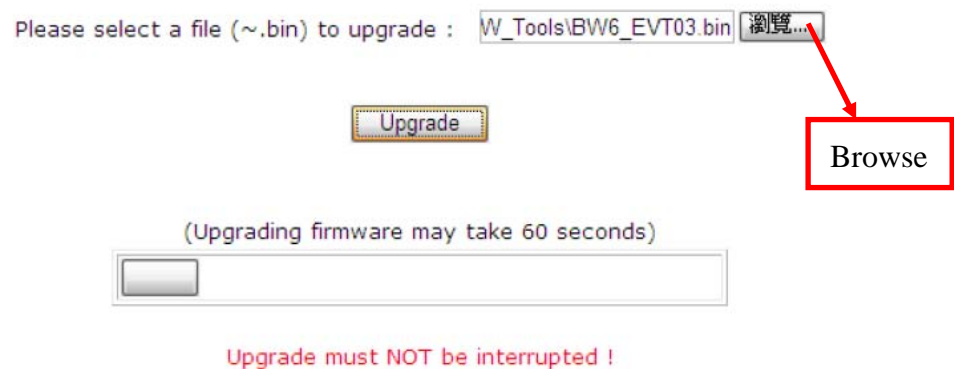 Please select a file (~.bin) to upgrade : W_Tools\BW6_EVT03.bin 瀏覽...
Upgrade
Browse
(Upgrading firmware may take 60 seconds)
Upgrade must NOT be interrupted !